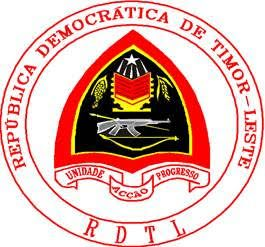 REPÚBLICA DEMOCRÁTICA DE TIMOR-LESTE
UNIDADE ACÇÃO PROGRESSO
RDTL